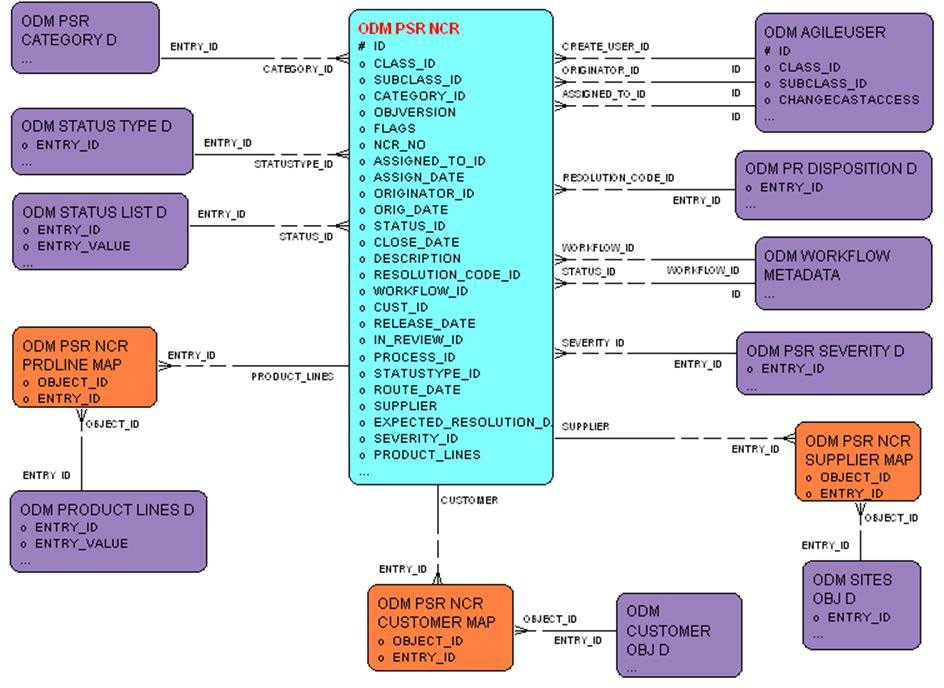 ODM PSR
CATEGORY D
...
ENTRY_ID
CATEGORY_ID
ODM STATUS TYPE D
o ENTRY_ID
...
ENTRY_ID
STATUSTYPE_ID
ODM STATUS LIST D
o ENTRY_ID
o ENTRY_VALUE
...
ENTRY_ID
STATUS_ID
ODM PSR NCR
PRDLINE MAP
o OBJECT_ID
o ENTRY_ID
ENTRY_ID
PRODUCT_LINES
OBJECT_ID
ENTRY_ID
ODM PRODUCT LINES D
o ENTRY_ID
o ENTRY_VALUE
...
ODM PSR NCR
# ID
o CLASS_ID
o SUBCLASS_ID
o CATEGORY_ID
o OBJVERSION
o FLAGS
o NCR_NO
o ASSIGNED_TO_ID
o ASSIGN_DATE
o ORIGINATOR_ID
o ORIG_DATE
o STATUS_ID
o CLOSE_DATE
o DESCRIPTION
o RESOLUTION_CODE_ID
o WORKFLOW_ID
o CUST_ID
o RELEASE_DATE
o IN_REVIEW_ID
o PROCESS_ID
o STATUSTYPE_ID
o ROUTE_DATE
o SUPPLIER
o EXPECTED_RESOLUTION_D
o SEVERITY_ID
o PRODUCT_LINES
...
CREATE_USER_ID
ORIGINATOR_ID
ID
ASSIGNED_TO_ID
ID
ID
ODM AGILEUSER
# ID
o CLASS_ID
o SUBCLASS_ID
o CHANGECASTACCESS
...
RESOLUTION_CODE_ID
ENTRY_ID
ODM PR DISPOSITION D
o ENTRY_ID
...
WORKFLOW_ID
WORKFLOW_ID
STATUS_ID
ID
ODM WORKFLOW
METADATA
...
SEVERITY_ID
ENTRY_ID
ODM PSR SEVERITY D
o ENTRY_ID
...
SUPPLIER
ENTRY_ID
ODM PSR NCR
SUPPLIER MAP
o OBJECT_ID
o ENTRY_ID
OBJECT_ID
ENTRY_ID
ODM SITES
OBJ D
o ENTRY_ID
...
CUSTOMER
ENTRY_ID
ODM PSR NCR
CUSTOMER MAP
o OBJECT_ID
o ENTRY_ID
OBJECT_ID
ENTRY_ID
ODM
CUSTOMER
OBJ D
...